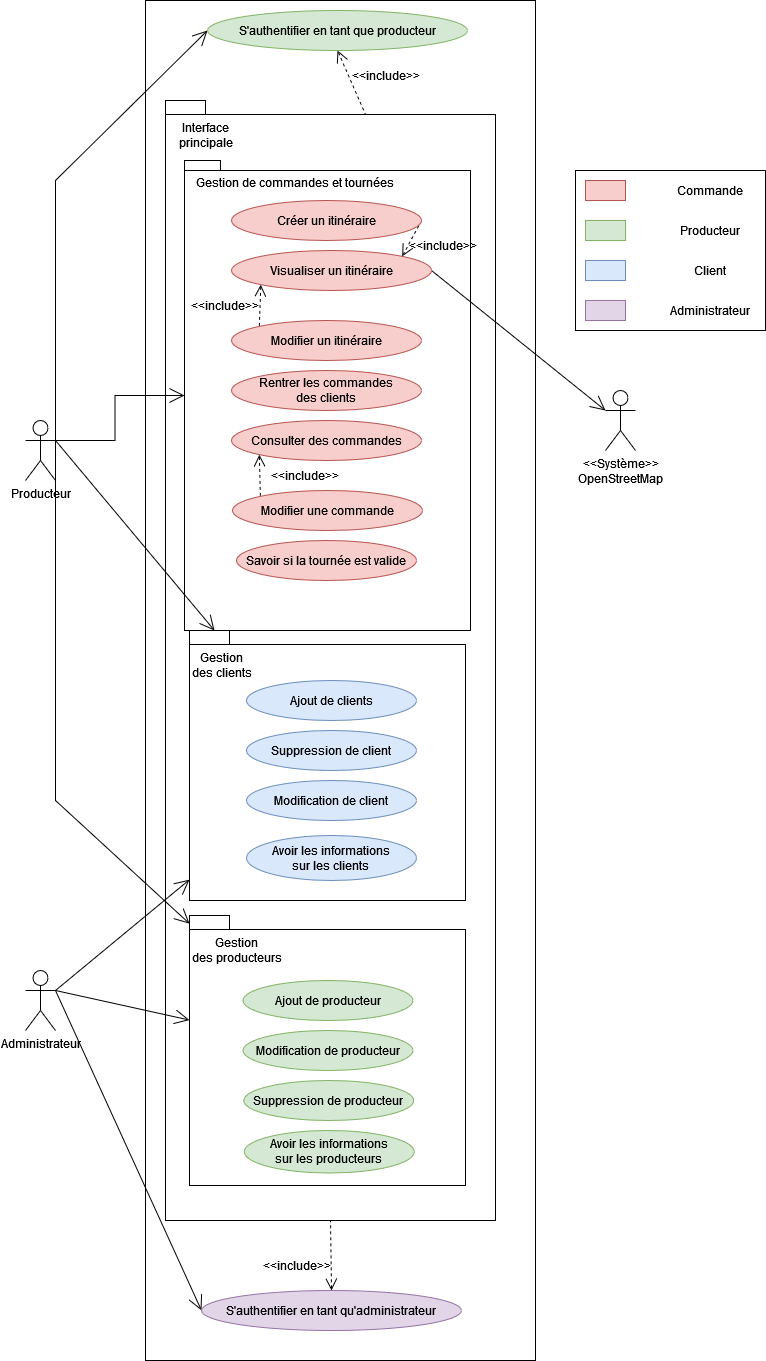 S'authentifier en tant que producteur
<<include>>
Interface
principale
Gestion de commandes et tournées
Créer un itinéraire
<<include>>
Visualiser un itinéraire
<<include>>
Modifier un itinéraire
Rentrer les commandes
des clients
Consulter des commandes
<<include>>
Modifier une commande
Savoir si la tournée est valide
Commande
Producteur
Client
Administrateur
<<Système>>
OpenStreetMap
Producteur
Gestion
des clients
Ajout de clients
Suppression de client
Modification de client
Avoir les informations
sur les clients
Gestion
des producteurs
Ajout de producteur
Modification de producteur
Suppression de producteur
Avoir les informations
sur les producteurs
Administrateur
<<include>>
S'authentifier en tant qu'administrateur